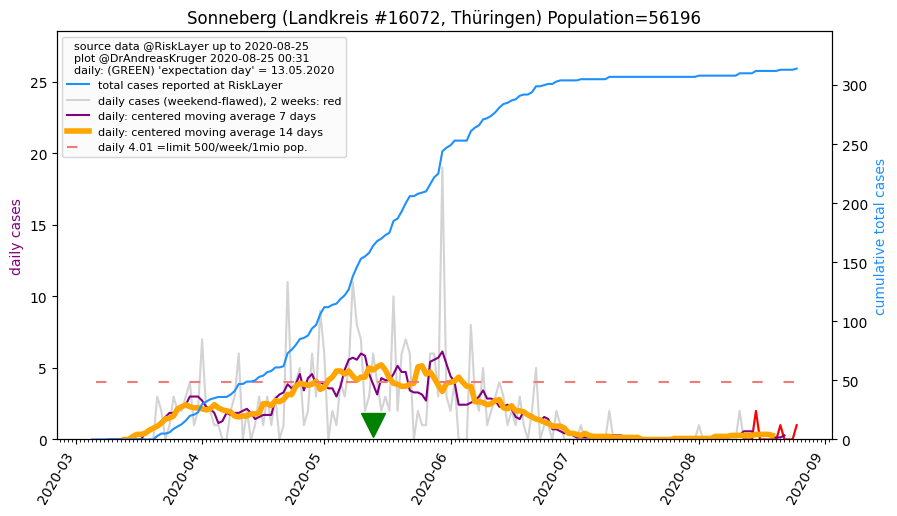 Sonneberg (Landkreis #16072, Thüringen) Population=56196
source data @RiskLayer up to 2020-08-25
plot @DrAndreasKruger 2020-08-25 00:31
daily: (GREEN) 'expectation day' = 13.05.2020
total cases reported at RiskLayer
daily cases (weekend-flawed), 2 weeks: red
daily: centered moving average 7 days
daily: centered moving average 14 days
daily 4.01 =limit 500/week/1mio pop.
daily cases
25
20
15
10
5
0
cumulative total cases
300
250
200
150
100
50
0
2020-03
2020-04
2020-05
2020-06
2020-07
2020-08
2020-09